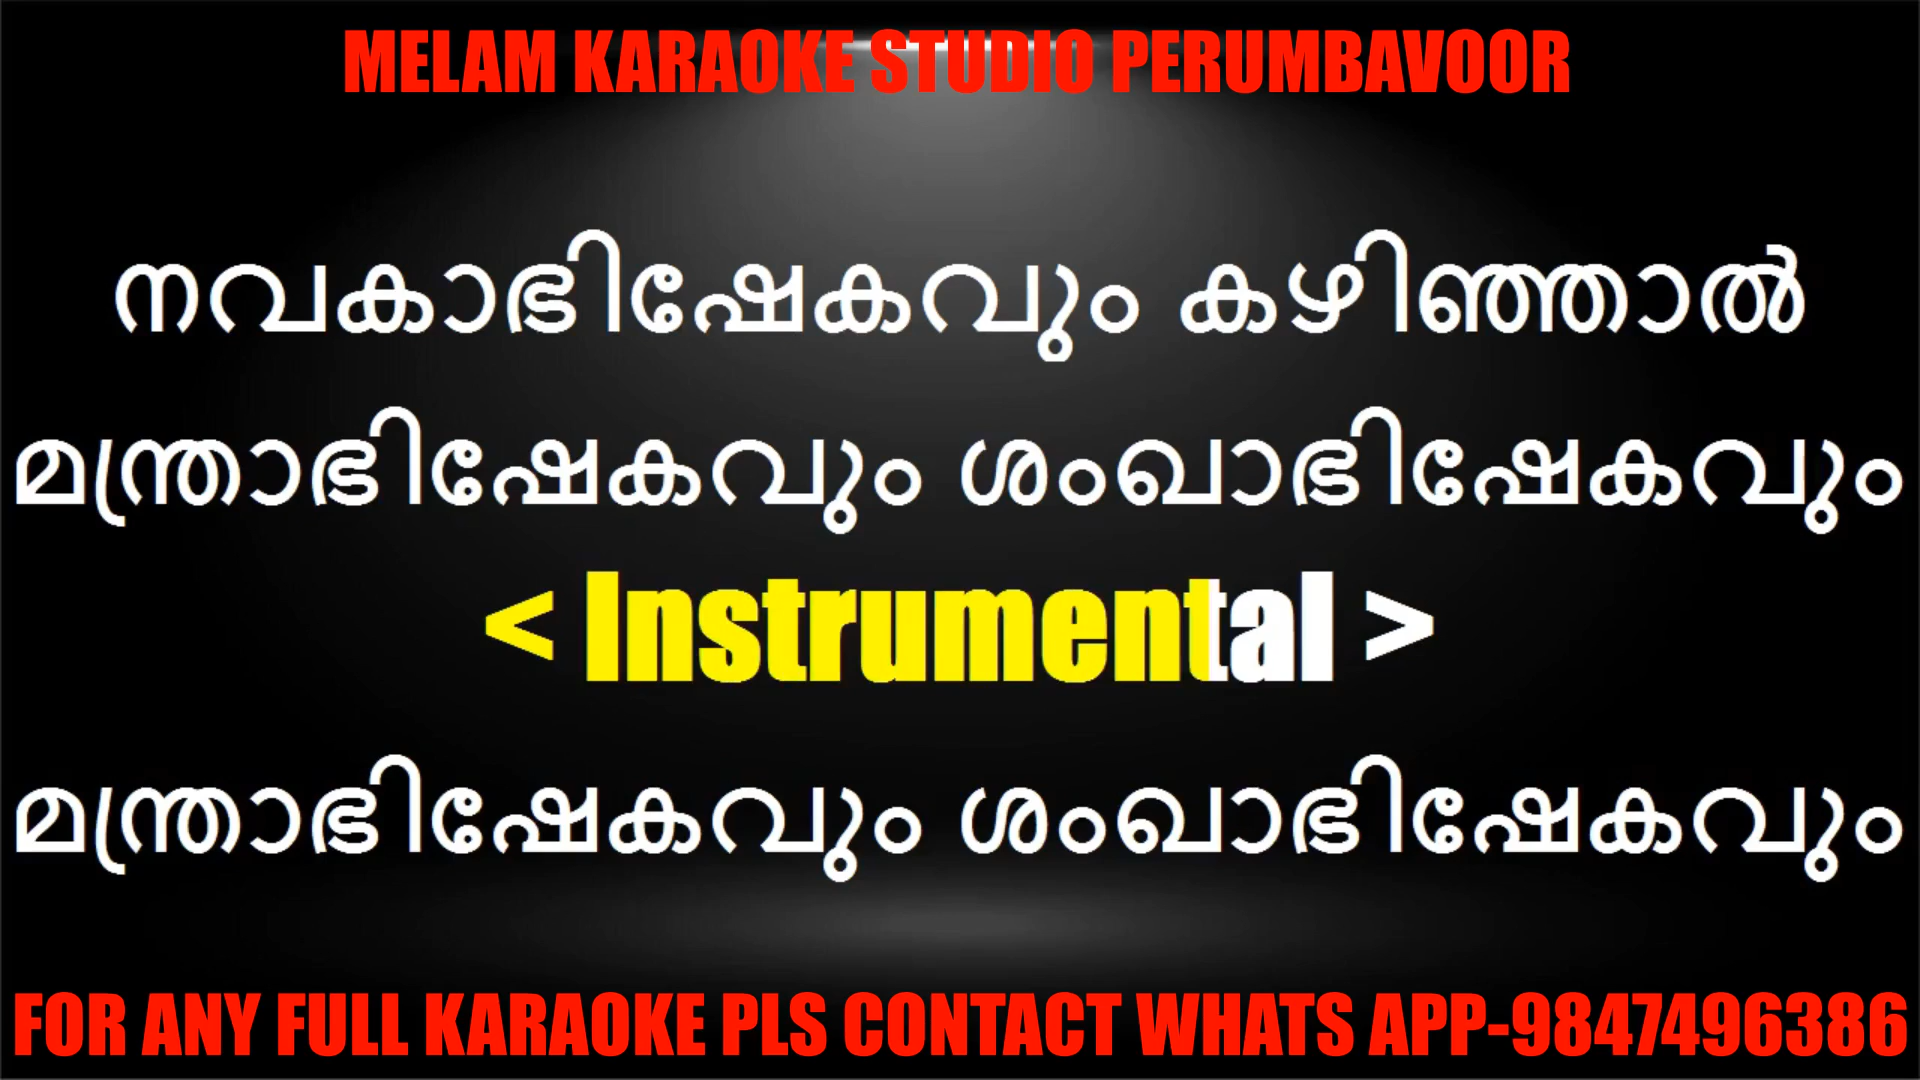 MELAM KARAOKE STUDIO PERUMBAVOOR
നവകാഭിഷേകവും കഴിഞ്ഞാൽ
മന്ത്രാഭിഷേകവും ശംഖാഭിഷേകവും
< Instrumental >
മന്ത്രാഭിഷേകവും ശംഖാഭിഷേകവും
FOR ANY FULL KARAOKE PLS CONTACT WHATS APP-9847496386